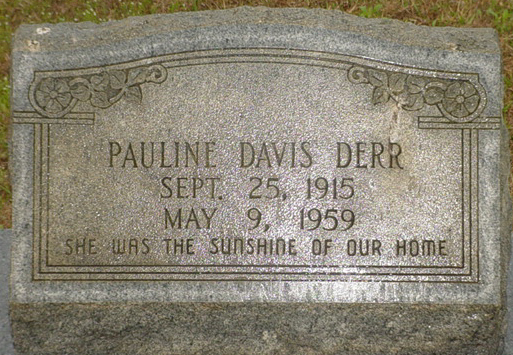 PAULINE DAVIS DERR
SEPT. 25, 1915
MAY 9, 1959
SHE WAS THE SUNSHINE OF OUR HOME